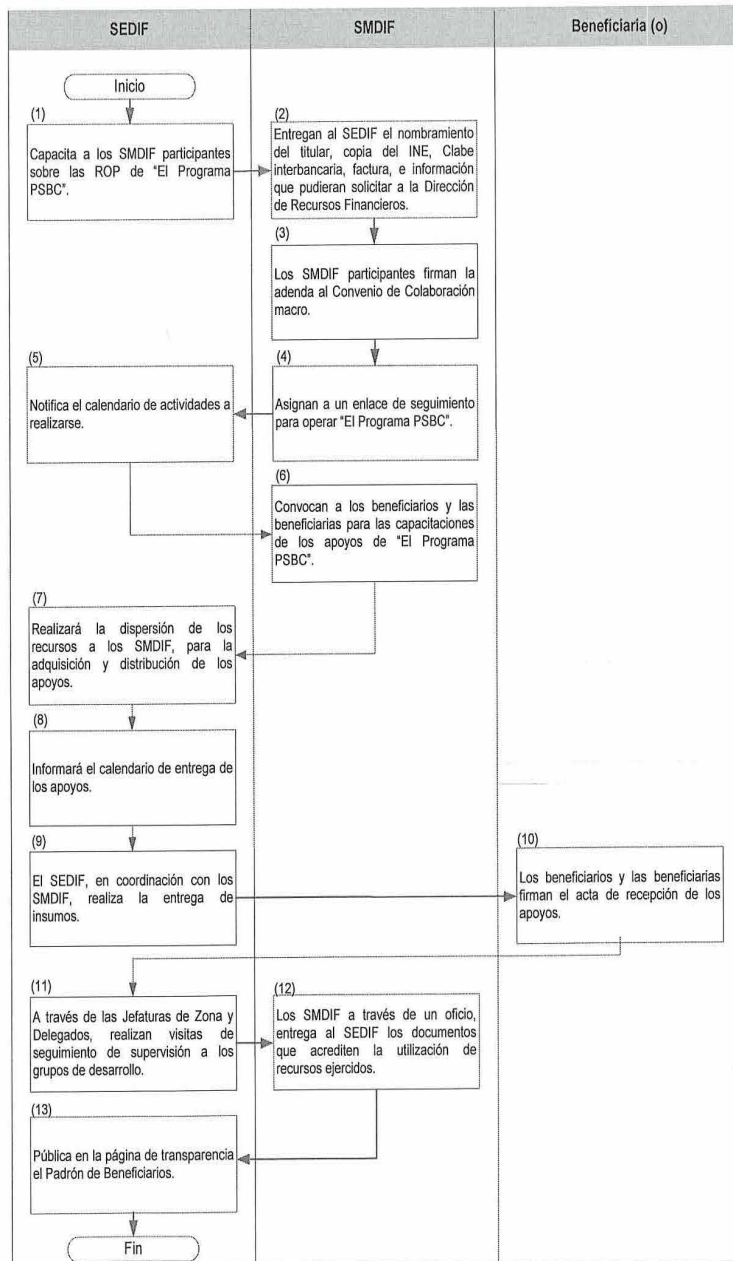 SEDIF
SMDIF
Beneficiaria (o)
Inicio
(1)
Capacita a los SMDIF participantes
sobre las ROP de "El Programa
PSBC".
(2)
Entregan al SEDIF el nombramiento
del titular, copia del INE, Clabe
interbancaria, factura, e información
que pudieran solicitar a la Dirección
de Recursos Financieros.
(3)
Los SMDIF participantes firman la
adenda al Convenio de Colaboración
macro.
(4)
Asignan a un enlace de seguimiento
para operar "El Programa PSBC".
(5)
Notifica el calendario de actividades a
realizarse.
(6)
Convocan a los beneficiarios y las
beneficiarias para las capacitaciones
de los apoyos de "El Programa
PSBC".
(7)
Realizará la dispersión de los
recursos a los SMDIF, para la
adquisición y distribución de los
apoyos.
(8)
Informará el calendario de entrega de
los apoyos.
(9)
El SEDIF, en coordinación con los
SMDIF, realiza la entrega de
insumos.
(10)
Los beneficiarios y las beneficiarias
firman el acta de recepción de los
apoyos.
(11)
A través de las Jefaturas de Zona y
Delegados, realizan visitas de
seguimiento de supervisión a los
grupos de desarrollo.
(12)
Los SMDIF a través de un oficio,
entrega al SEDIF los documentos
que acrediten la utilización de
recursos ejercidos.
(13)
Pública en la página de transparencia
el Padrón de Beneficiarios.
Fin